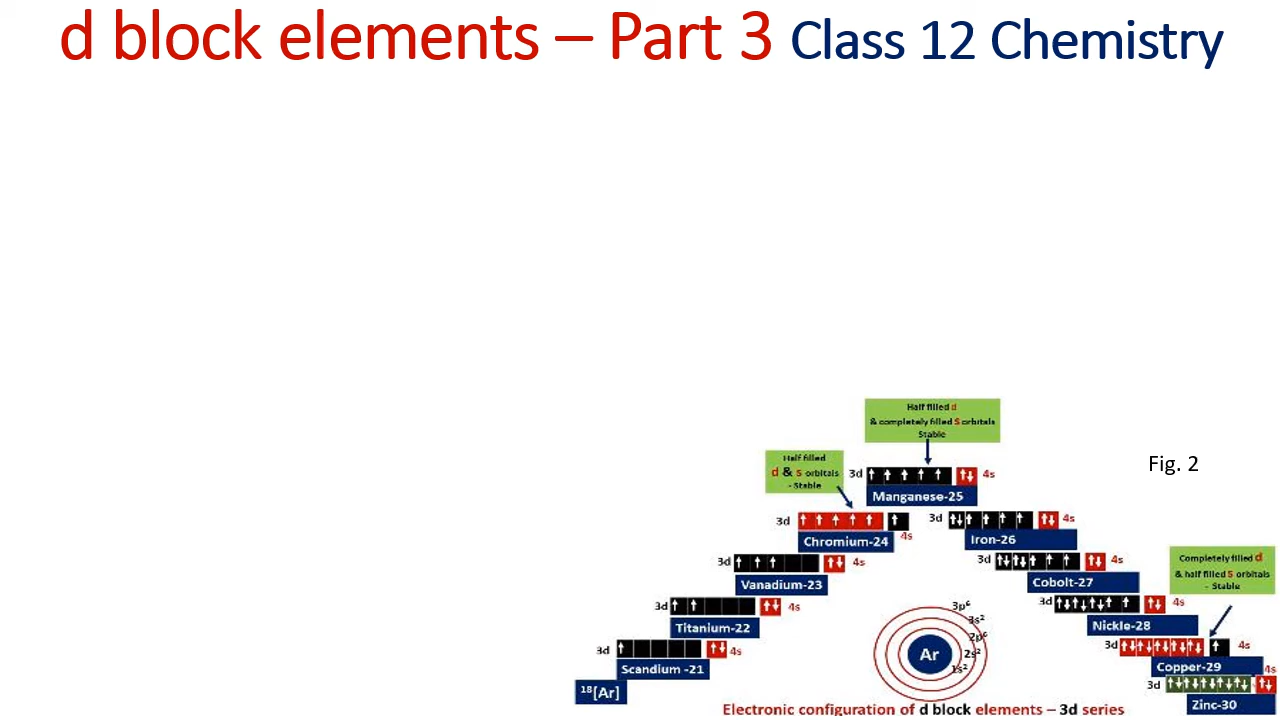 d block elements – Part 3 Class 12 Chemistry
Half filled d
& completely filled S orbitals
Stable
Fig. 2
Half filled
d & S orbitals
- Stable
3d 4s
Manganese-25
3d 4s
Chromium-24
3d 4s
Iron-26
Completely filled d
& half filled S orbitals
- Stable
3d 4s
Vanadium-23
3d 4s
Cobolt-27
3d 4s
Titanium-22
3d 4s
Nickle-28
3d 4s
Scandium -21
3d 4s
Copper-29
3d 4s
Zinc-30
¹⁸[Ar]
3p⁶
3s²
2p⁶
2s²
1s²
Ar
Electronic configuration of d block elements – 3d series